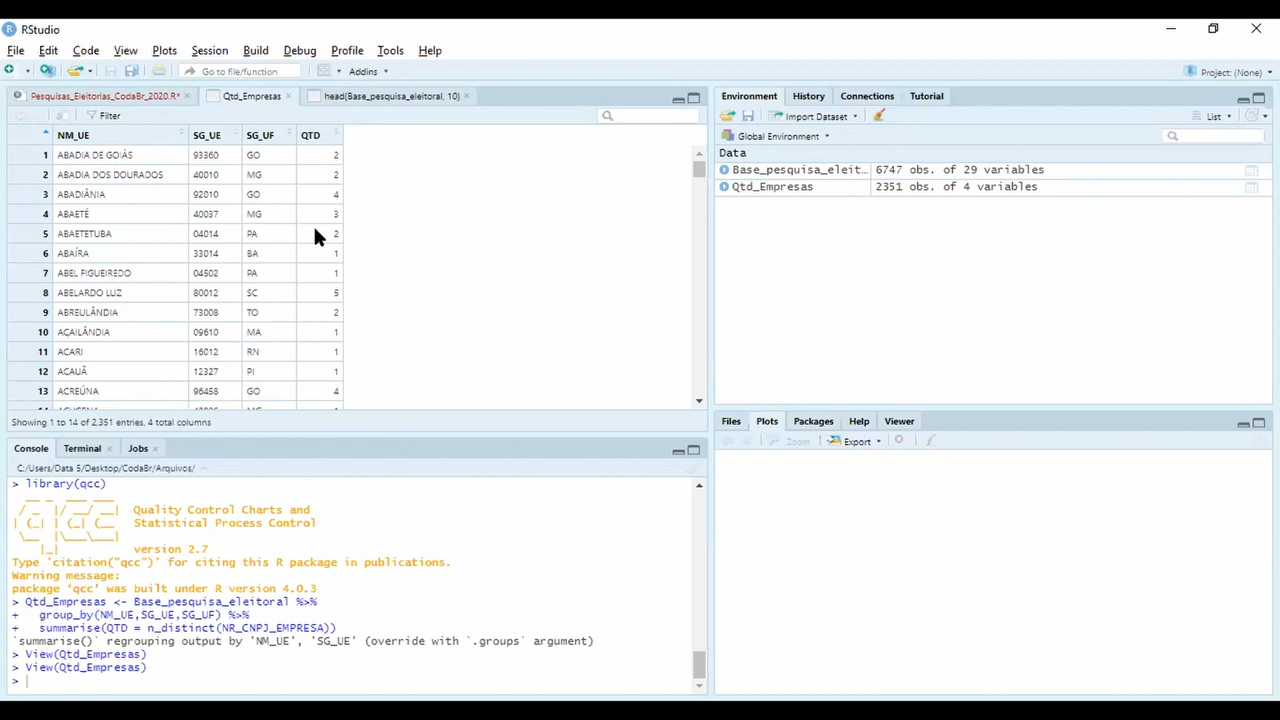 RStudio
File Edit Code View Plots Session Build Debug Profile Tools Help
Go to file/function Addins Project: (None)
Pesquisas_Eleitorias_CodaBr_2020.R* Qtd_Empresas head(Base_pesquisa_eleitoral, 10)
Filter
NM_UE SG_UE SG_UF QTD
1 ABADIA DE GOIÁS 93360 GO 2
2 ABADIA DOS DOURADOS 40010 MG 2
3 ABADIÂNIA 92010 GO 4
4 ABAETÉ 40037 MG 3
5 ABAETETUBA 04014 PA 2
6 ABAÍRA 33014 BA 1
7 ABEL FIGUEIREDO 04502 PA 1
8 ABELARDO LUZ 80012 SC 5
9 ABREULÂNDIA 73008 TO 2
10 AÇAILÂNDIA 09610 MA 1
11 ACARI 16012 RN 1
12 ACAUÃ 12327 PI 1
13 ACREÚNA 96458 GO 4
Showing 1 to 14 of 2,351 entries, 4 total columns
Console Terminal Jobs
C:/Users/Data 5/Desktop/CodaBr/Arquivos/
> library(qcc)
Quality Control Charts and
Statistical Process Control
version 2.7
Type 'citation("qcc")' for citing this R package in publications.
Warning message:
package 'qcc' was built under R version 4.0.3
> Qtd_Empresas <- Base_pesquisa_eleitoral %>%
+ group_by(NM_UE,SG_UE,SG_UF) %>%
+ summarise(QTD = n_distinct(NR_CNPJ_EMPRESA))
`summarise()` regrouping output by 'NM_UE', 'SG_UE' (override with `.groups` argument)
> View(Qtd_Empresas)
> View(Qtd_Empresas)
>
Environment History Connections Tutorial
Import Dataset List
Global Environment
Data
Base_pesquisa_eleit... 6747 obs. of 29 variables
Qtd_Empresas 2351 obs. of 4 variables
Files Plots Packages Help Viewer
Zoom Export